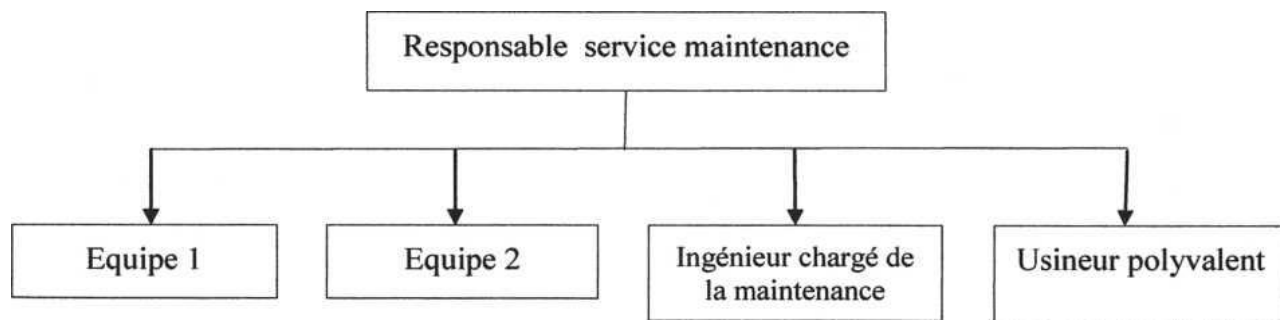 Responsable service maintenance
Equipe 1
Equipe 2
Ingénieur chargé de
la maintenance
Usineur polyvalent